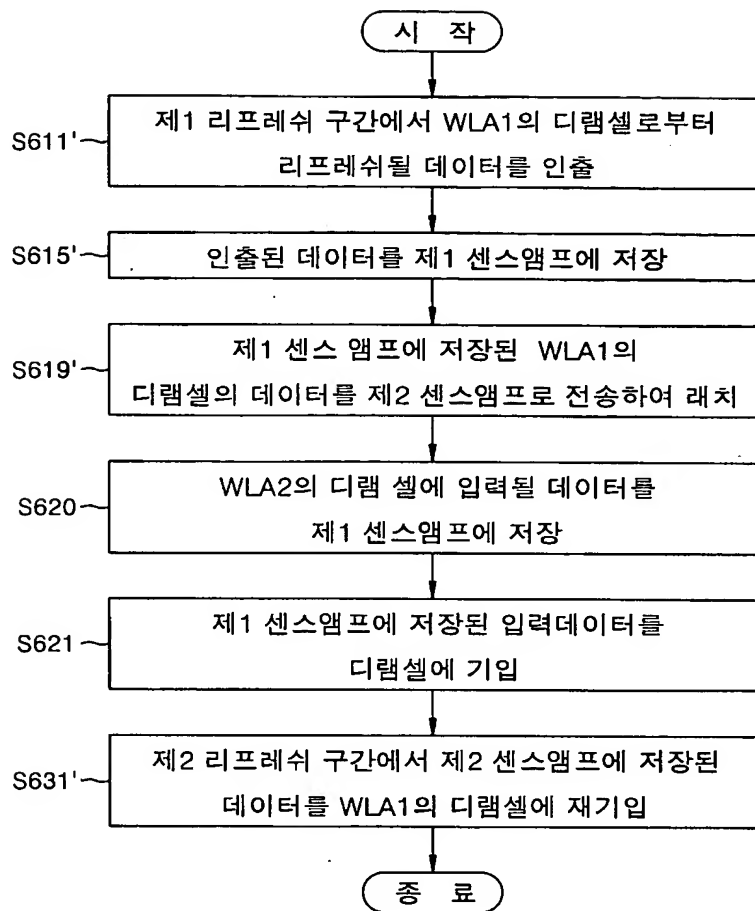 시 작
S611'
제1 리프레쉬 구간에서 WLA1의 디램셀로부터
리프레쉬될 데이터를 인출
S615'
인출된 데이터를 제1 센스앰프에 저장
S619'
제1 센스 앰프에 저장된 WLA1의
디램셀의 데이터를 제2 센스앰프로 전송하여 래치
S620
WLA2의 디램 셀에 입력될 데이터를
제1 센스앰프에 저장
S621
제1 센스앰프에 저장된 입력데이터를
디램셀에 기입
S631'
제2 리프레쉬 구간에서 제2 센스앰프에 저장된
데이터를 WLA1의 디램셀에 재기입
종 료